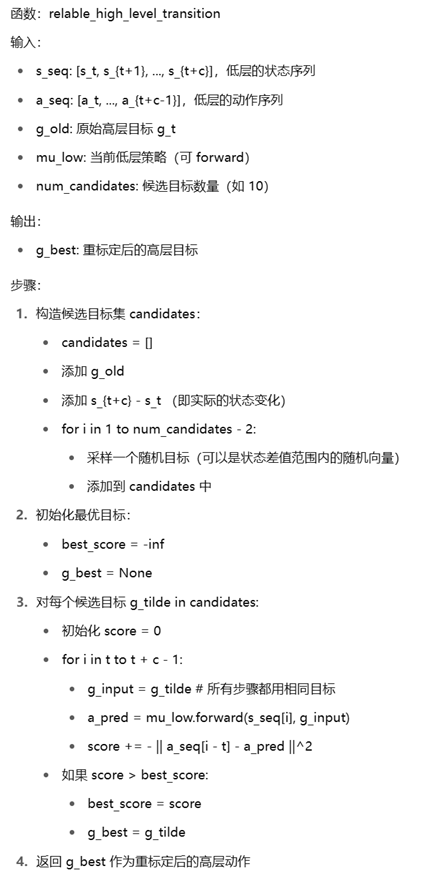 函数：relable_high_level_transition
输入：
• s_seq: [s_t, s_{t+1}, ..., s_{t+c}]，低层的状态序列
• a_seq: [a_t, ..., a_{t+c-1}]，低层的动作序列
• g_old: 原始高层目标 g_t
• mu_low: 当前低层策略（可 forward）
• num_candidates: 候选目标数量（如 10）
输出：
• g_best: 重标定后的高层目标
步骤：
1. 构造候选目标集 candidates：
• candidates = []
• 添加 g_old
• 添加 s_{t+c} - s_t （即实际的状态变化）
• for i in 1 to num_candidates - 2:
• 采样一个随机目标（可以是状态差值范围内的随机向量）
• 添加到 candidates 中
2. 初始化最优目标：
• best_score = -inf
• g_best = None
3. 对每个候选目标 g_tilde in candidates:
• 初始化 score = 0
• for i in t to t + c - 1:
• g_input = g_tilde # 所有步骤都用相同目标
• a_pred = mu_low.forward(s_seq[i], g_input)
• score += - || a_seq[i - t] - a_pred ||^2
• 如果 score > best_score:
• best_score = score
• g_best = g_tilde
4. 返回 g_best 作为重标定后的高层动作